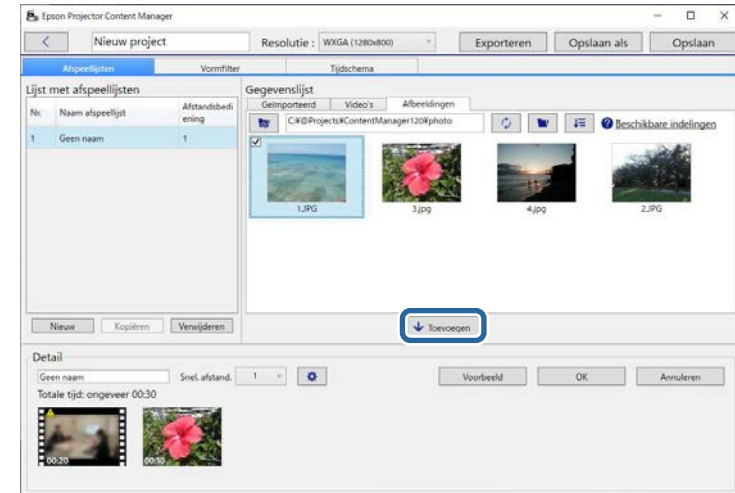 Epson Projector Content Manager
Nieuw project
Resolutie : WXGA (1280x800)
Exporteren
Opslaan als
Opslaan
Afspeellijsten
Vormfilter
Tijdschema
Lijst met afspeellijsten
Nr. Naam afspeellijst Afstandsbedi
ening
1 Geen naam 1
Nieuw
Kopiëren
Verwijderen
Gegevenslijst
Geïmporteerd
Video's
Afbeeldingen
C:¥@Projects¥ContentManager120¥photo
Beschikbare indelingen
1.JPG
3.jpg
4.jpg
2.JPG
Toevoegen
Detail
Geen naam
Snel. afstand. 1
Voorbeeld
OK
Annuleren
Totale tijd: ongeveer 00:30
00:20
00:10